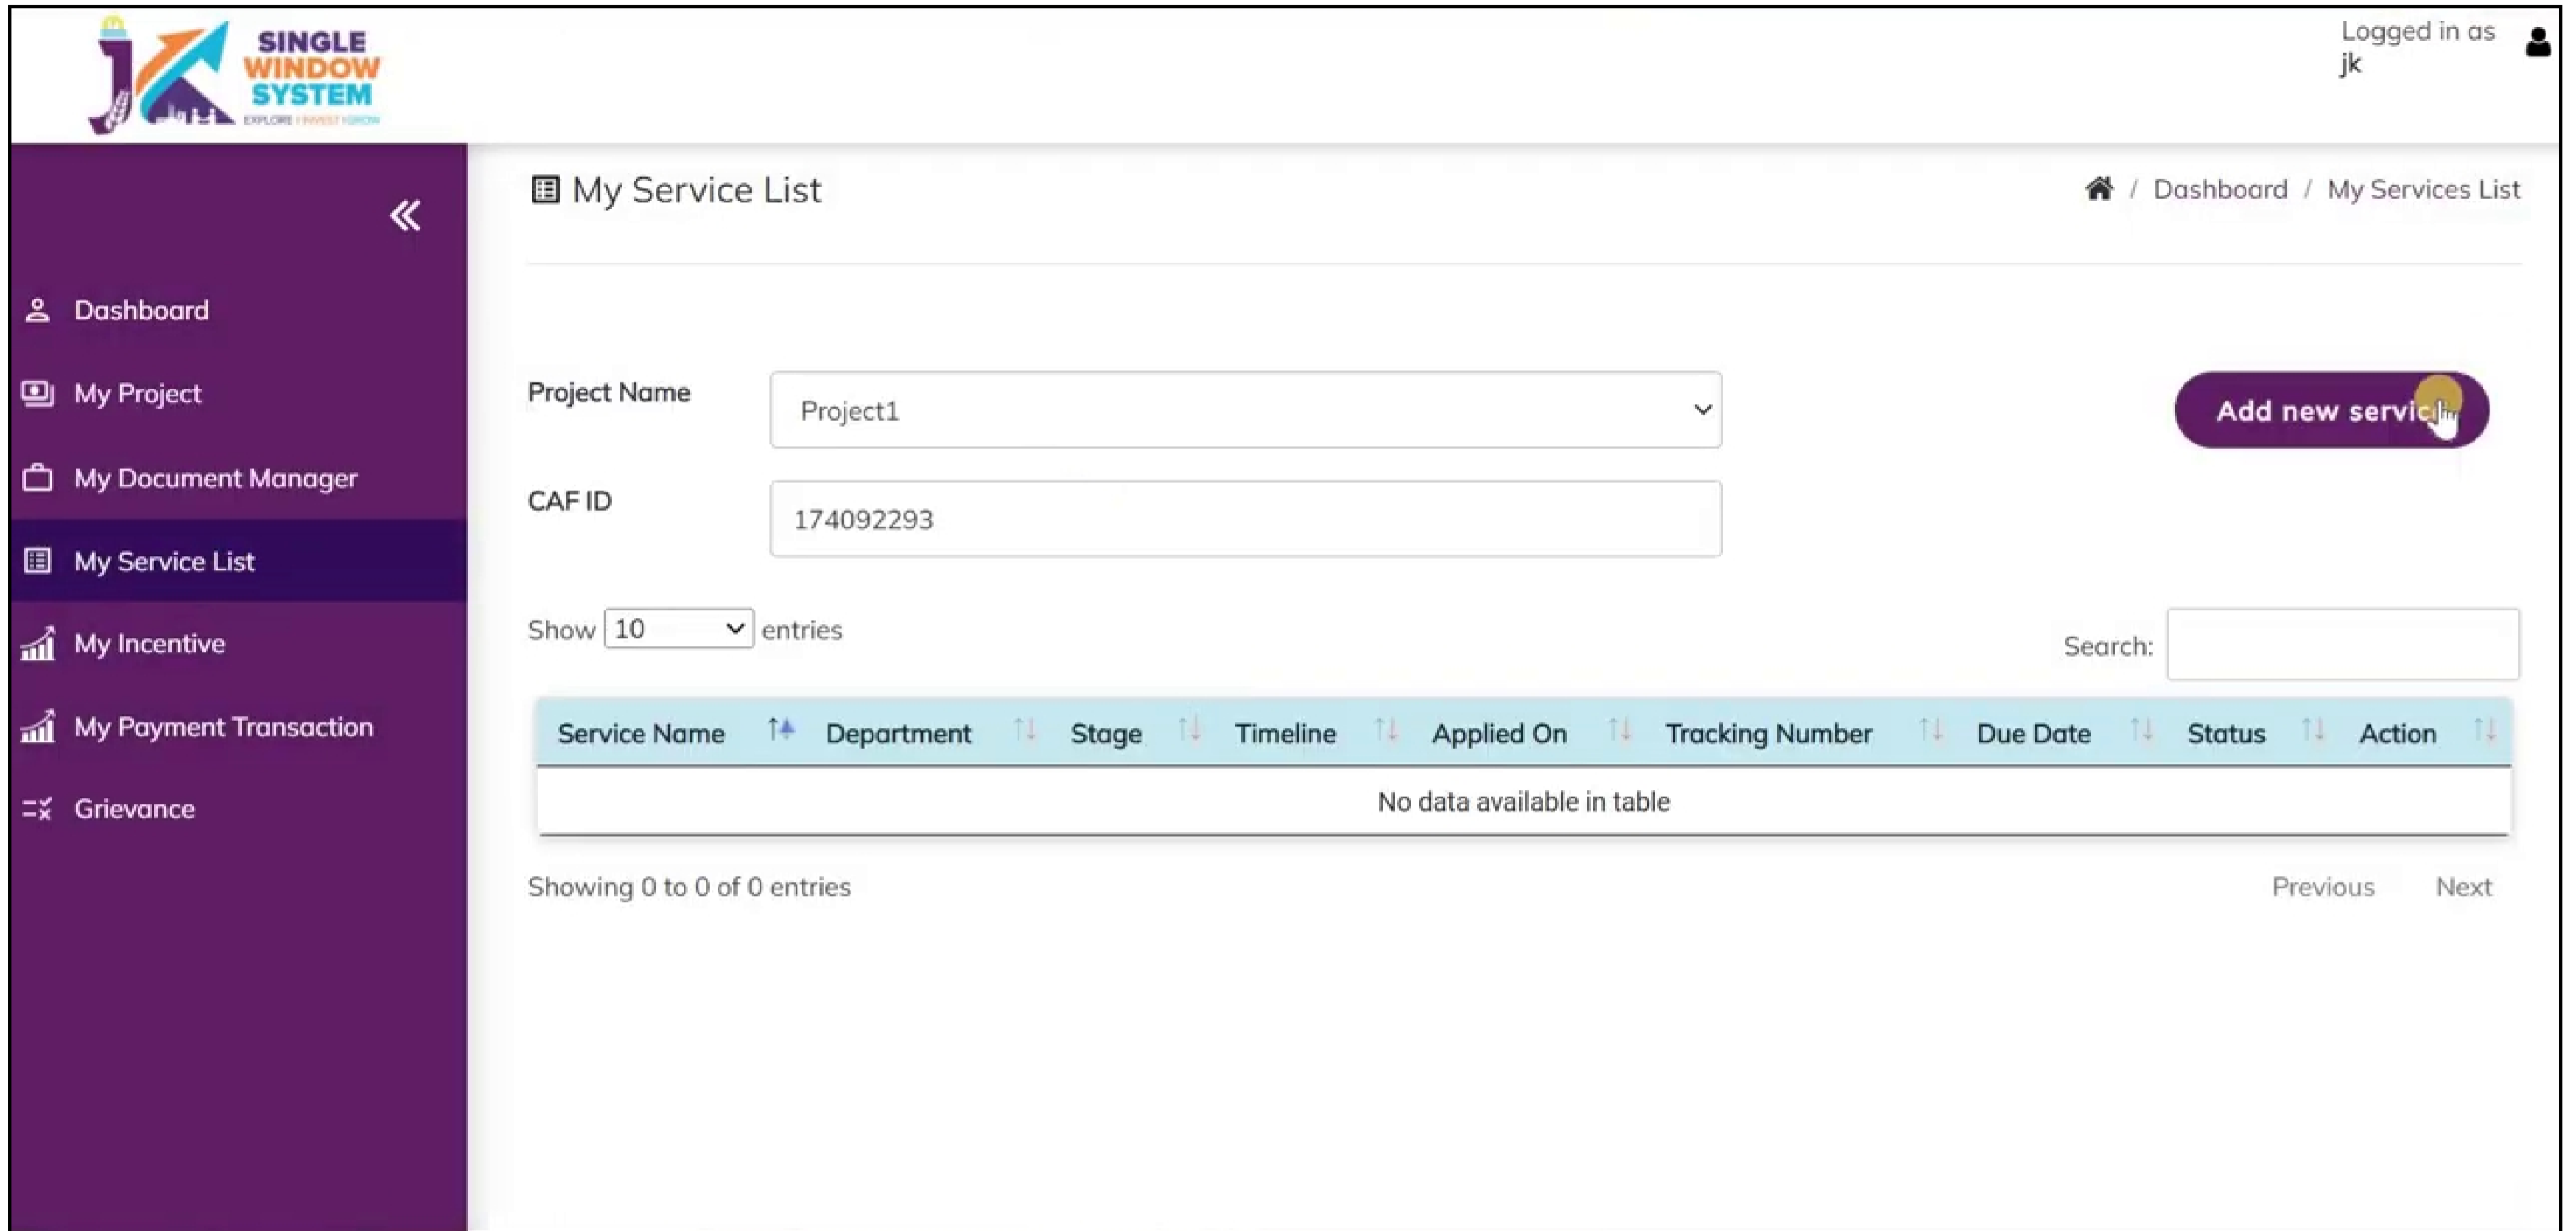 SINGLE
WINDOW
SYSTEM
EXPLORE I INVEST I GROW
Logged in as
jk
My Service List
/ Dashboard / My Services List
Dashboard
My Project
My Document Manager
My Service List
My Incentive
My Payment Transaction
Grievance
Project Name
Project1
Add new servic
CAF ID
174092293
Show 10 entries
Search:
Service Name Department Stage Timeline Applied On Tracking Number Due Date Status Action
No data available in table
Showing 0 to 0 of 0 entries
Previous Next